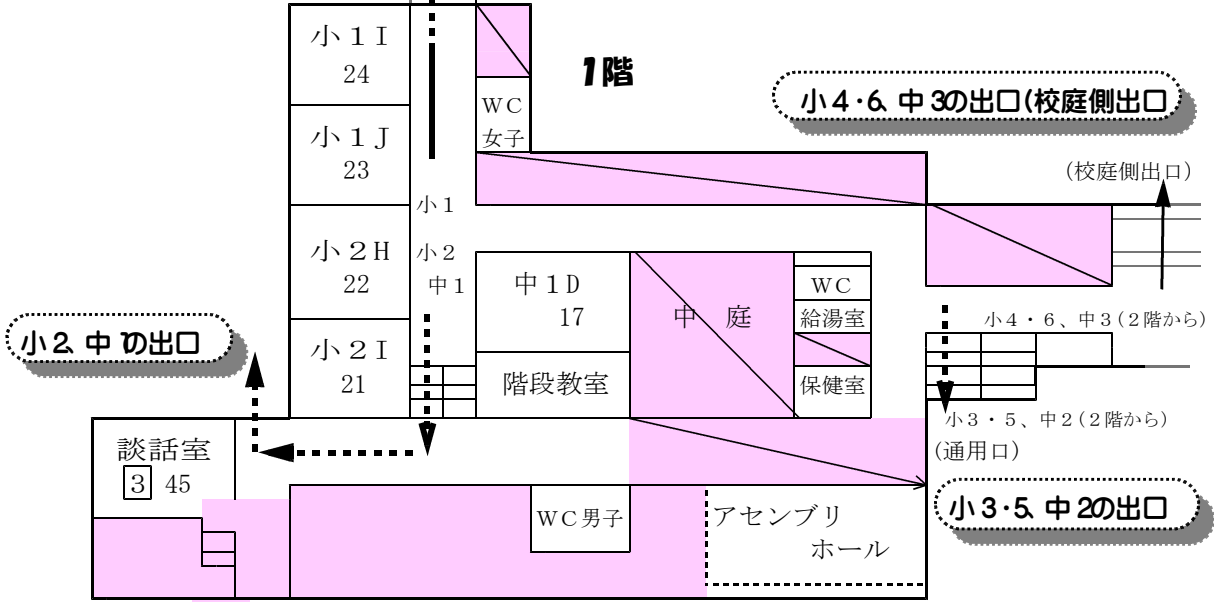 1階
小１I
24
小１J
23
小２H
22
小２I
21
WC
女子
小４・６、中３の出口(校庭側出口
(校庭側出口)
小１
小２
中１
中１D
17
階段教室
中　庭
WC
給湯室
保健室
小４・６、中３(２階から)
小３・５、中２(２階から)
(通用口)
小３・５、中２の出口
小２、中１の出口
談話室
3 45
WC男子
アセンブリ
ホール